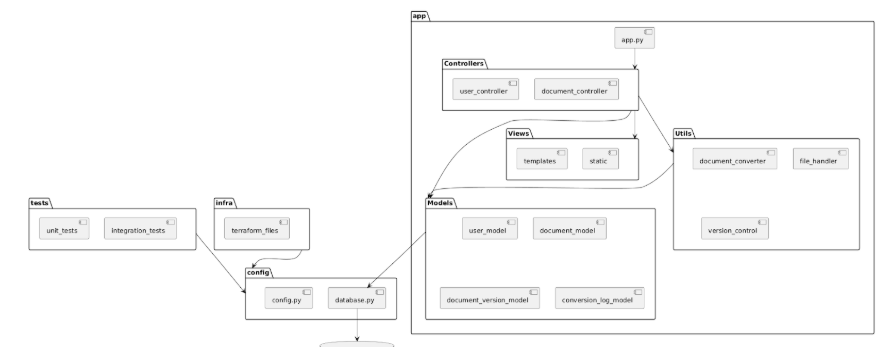 app
app.py
Controllers
user_controller
document_controller
Views
templates
static
Utils
document_converter
file_handler
version_control
tests
unit_tests
integration_tests
infra
terraform_files
Models
user_model
document_model
document_version_model
conversion_log_model
config
config.py
database.py